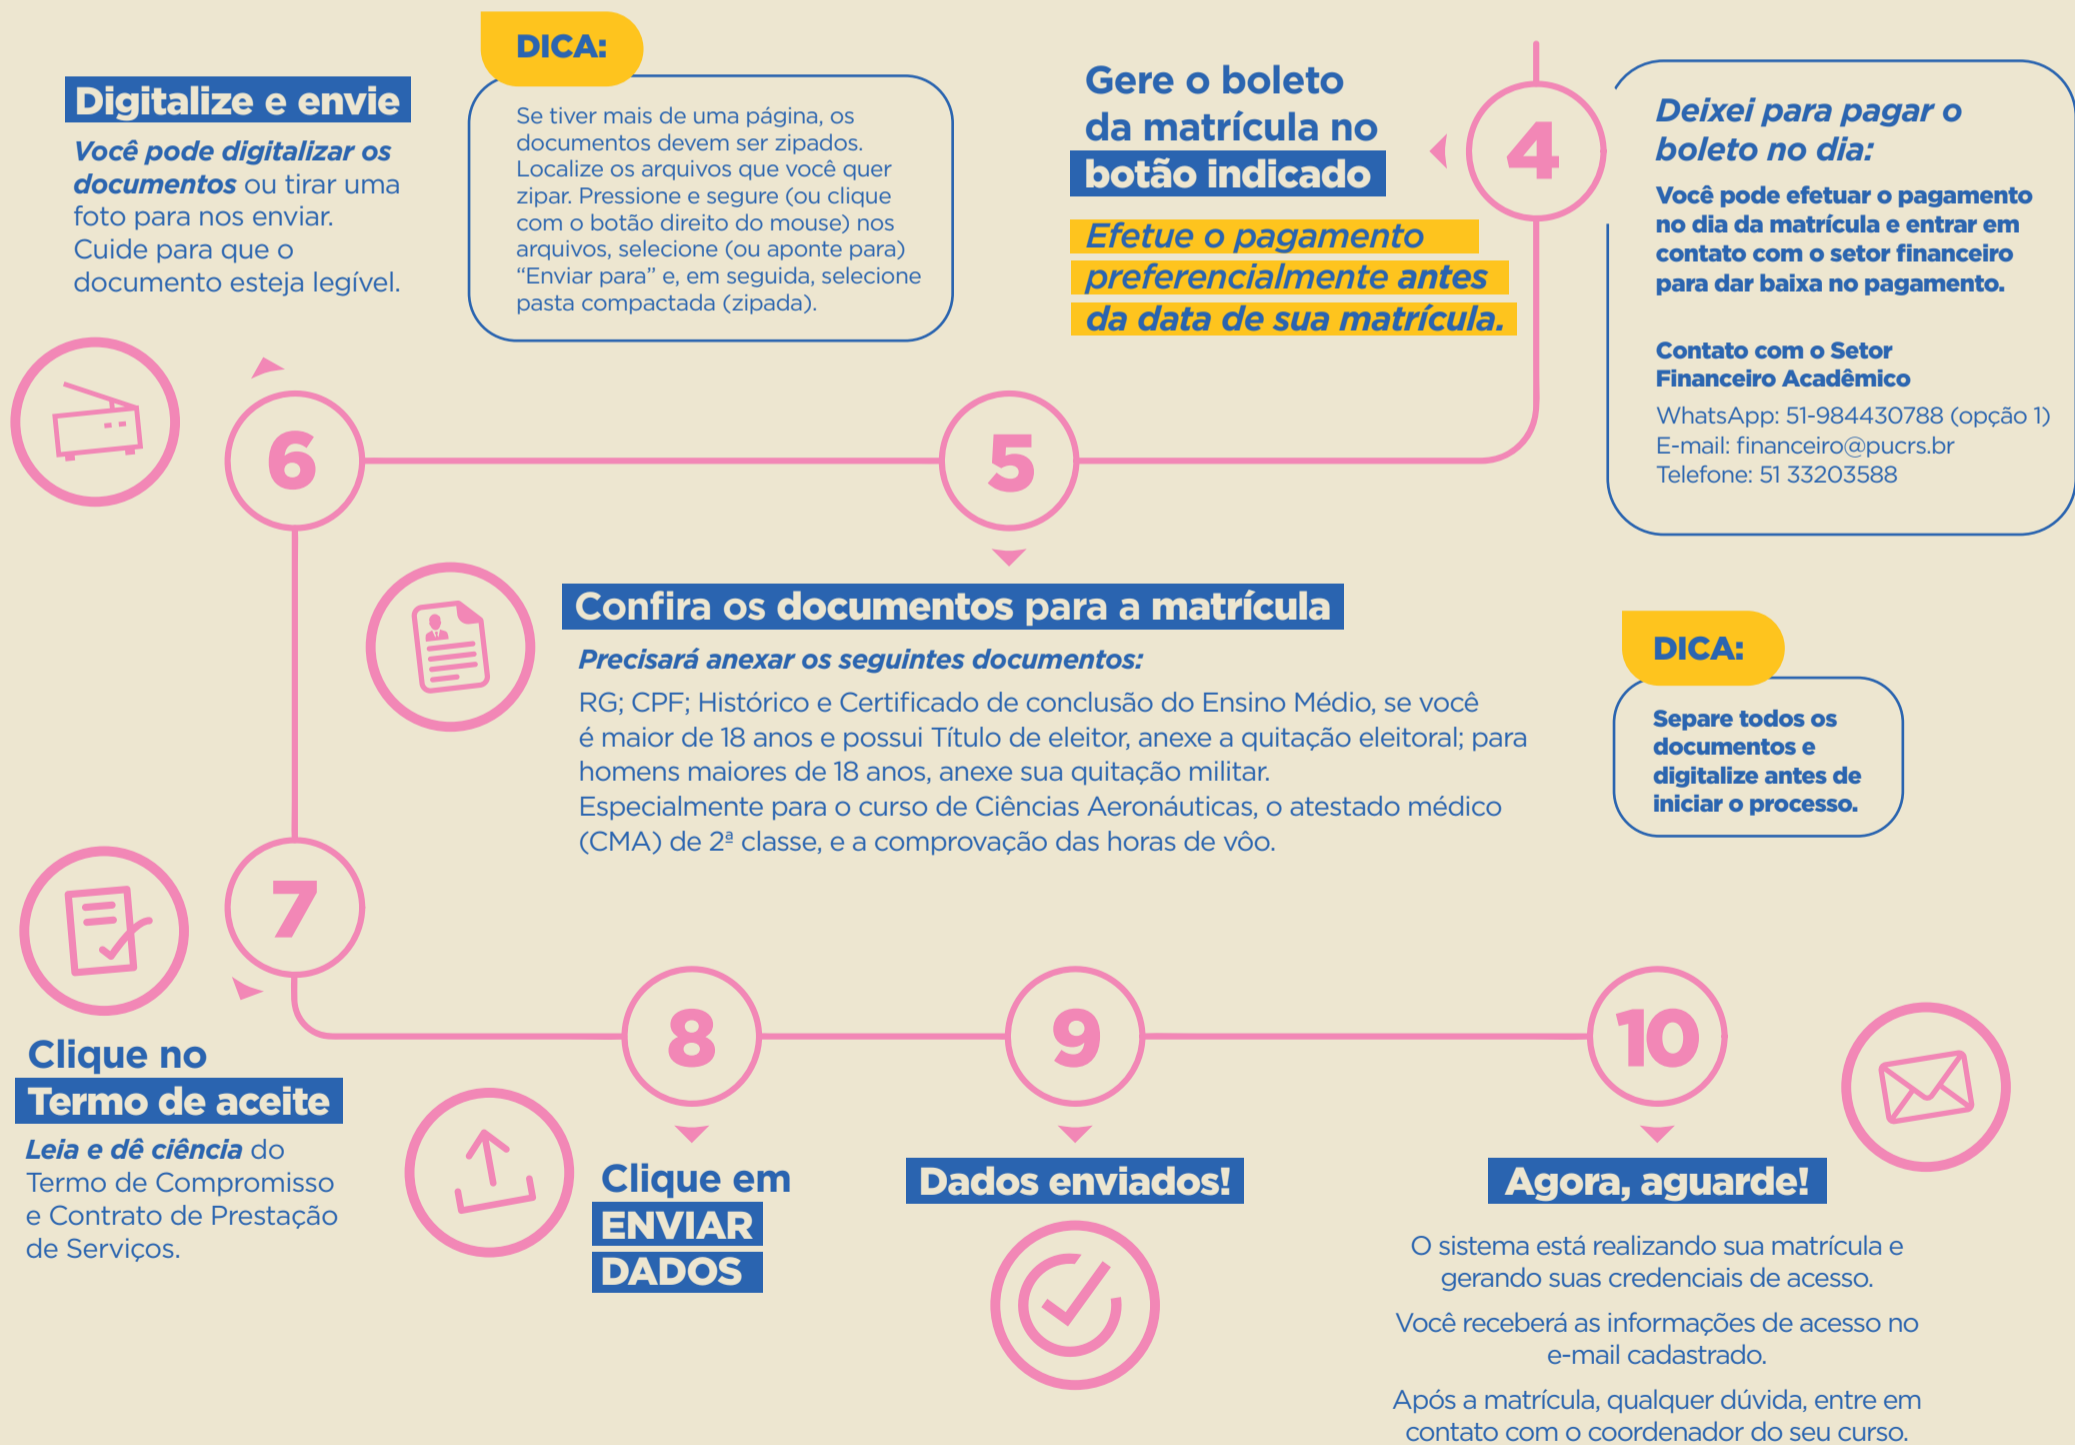 4
Gere o boleto
da matrícula no
botão indicado
Efetue o pagamento
preferencialmente antes
da data de sua matrícula.
Deixei para pagar o
boleto no dia:
Você pode efetuar o pagamento
no dia da matrícula e entrar em
contato com o setor financeiro
para dar baixa no pagamento.
Contato com o Setor
Financeiro Acadêmico
WhatsApp: 51-984430788 (opção 1)
E-mail: financeiro@pucrs.br
Telefone: 51 33203588
5
Confira os documentos para a matrícula
Precisará anexar os seguintes documentos:
RG; CPF; Histórico e Certificado de conclusão do Ensino Médio, se você
é maior de 18 anos e possui Título de eleitor, anexe a quitação eleitoral; para
homens maiores de 18 anos, anexe sua quitação militar.
Especialmente para o curso de Ciências Aeronáuticas, o atestado médico
(CMA) de 2ª classe, e a comprovação das horas de vôo.
DICA:
Separe todos os
documentos e
digitalize antes de
iniciar o processo.
6
Digitalize e envie
Você pode digitalizar os
documentos ou tirar uma
foto para nos enviar.
Cuide para que o
documento esteja legível.
DICA:
Se tiver mais de uma página, os
documentos devem ser zipados.
Localize os arquivos que você quer
zipar. Pressione e segure (ou clique
com o botão direito do mouse) nos
arquivos, selecione (ou aponte para)
“Enviar para” e, em seguida, selecione
pasta compactada (zipada).
7
Clique no
Termo de aceite
Leia e dê ciência do
Termo de Compromisso
e Contrato de Prestação
de Serviços.
8
Clique em
ENVIAR
DADOS
9
Dados enviados!
10
Agora, aguarde!
O sistema está realizando sua matrícula e
gerando suas credenciais de acesso.
Você receberá as informações de acesso no
e-mail cadastrado.
Após a matrícula, qualquer dúvida, entre em
contato com o coordenador do seu curso.